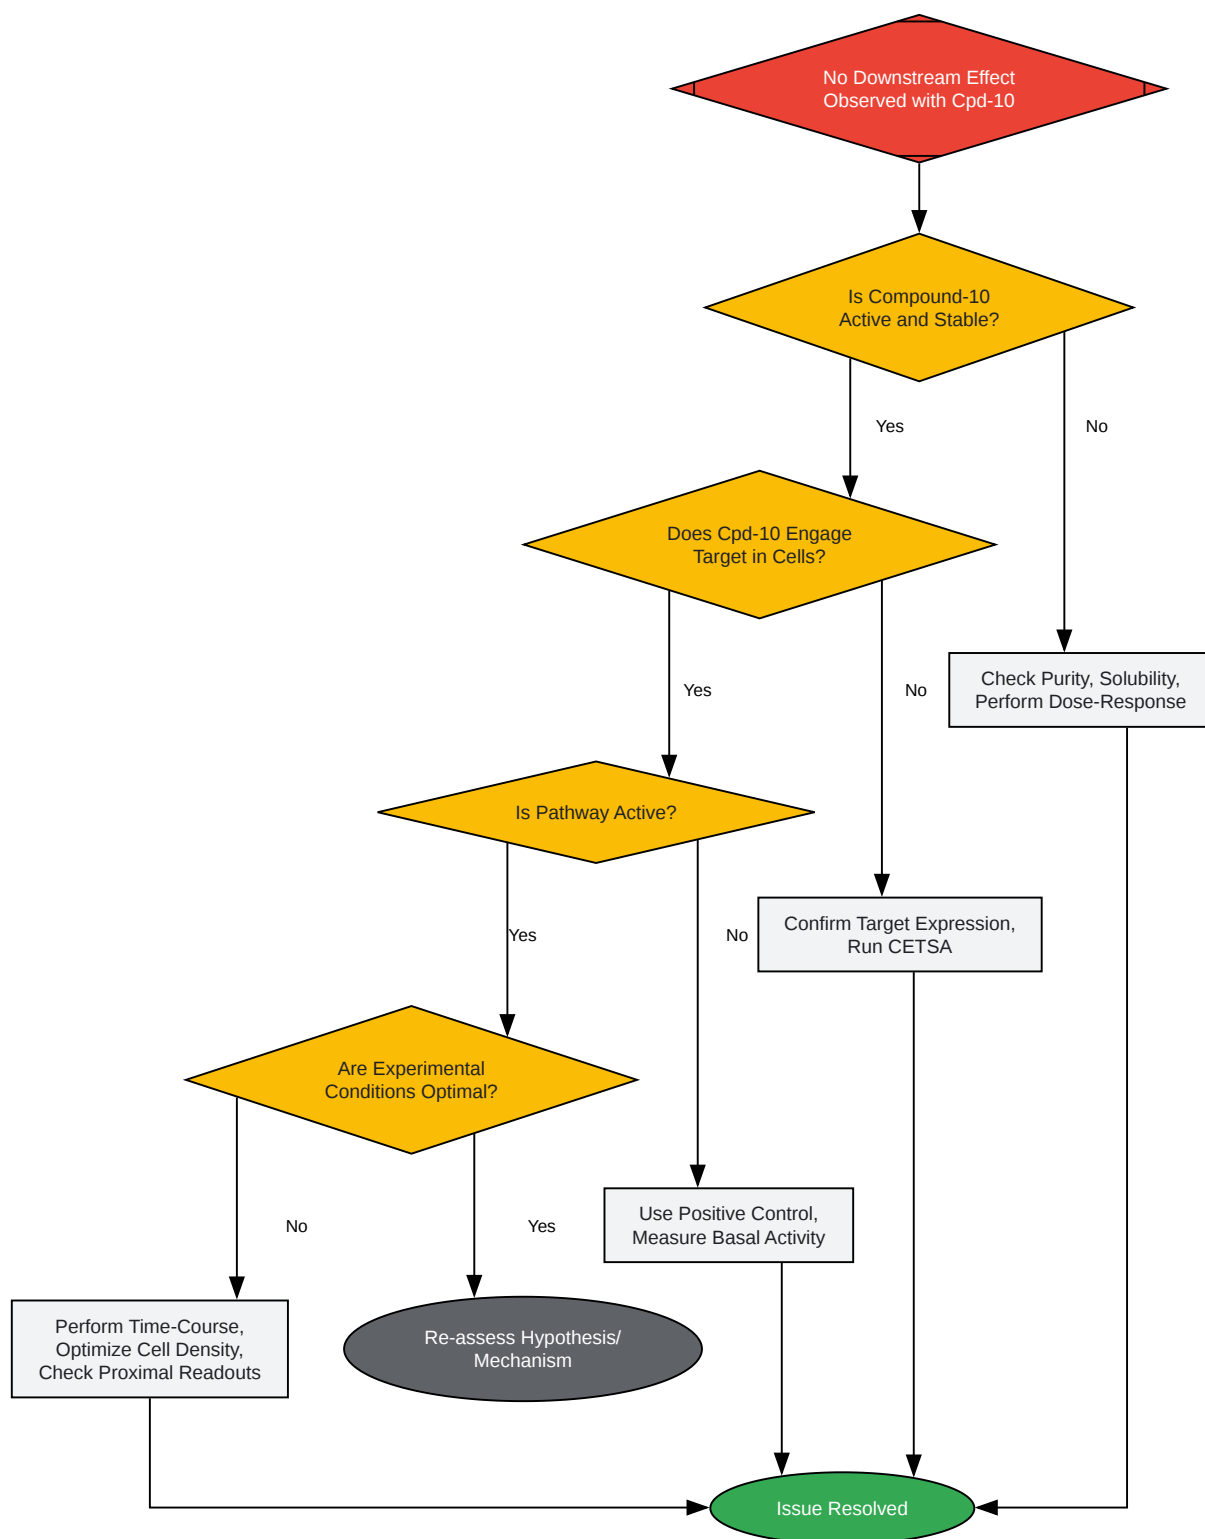 No Downstream Effect
Observed with Cpd-10
Is Compound-10
Active and Stable?
Yes
No
Does Cpd-10 Engage
Target in Cells?
Yes
No
Check Purity, Solubility,
Perform Dose-Response
Is Pathway Active?
Yes
No
Confirm Target Expression,
Run CETSA
Are Experimental
Conditions Optimal?
No
Yes
Use Positive Control,
Measure Basal Activity
Perform Time-Course,
Optimize Cell Density,
Check Proximal Readouts
Re-assess Hypothesis/
Mechanism
Issue Resolved